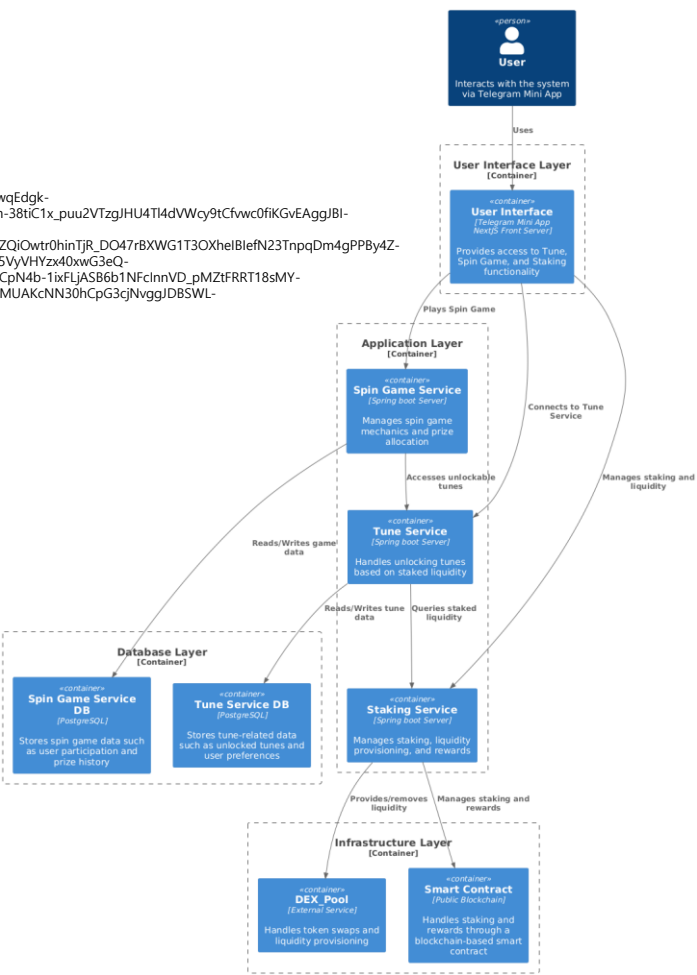 «person»
User
Interacts with the system
via Telegram Mini App
Uses
wqEdgk-
n-38tiC1x_puu2VTzgJHU4Tl4dVWcy9tCfvwc0fiKGvEAggJBI-
ZQiOwtr0hinTjR_DO47rBXWG1T3OXhelBIefN23TnpqDm4gPPBy4Z-
5VyVHYzx40xwG3eQ-
CpN4b-1ixFLjASB6b1NFcInnVD_pMZtFRRT18sMY-
MUAKcNN30hCpG3cjNvggJDBSWL-
User Interface Layer
[Container]
«container»
User Interface
[Telegram Mini App
NextJS Front Server]
Provides access to Tune,
Spin Game, and Staking
functionality
Plays Spin Game
Application Layer
[Container]
«container»
Spin Game Service
[Spring boot Server]
Manages spin game
mechanics and prize
allocation
Connects to Tune
Service
Accesses unlockable
tunes
Manages staking and
liquidity
«container»
Tune Service
[Spring boot Server]
Handles unlocking tunes
based on staked liquidity
Reads/Writes game
data
Reads/Writes tune
data
Queries staked
liquidity
Database Layer
[Container]
«container»
Spin Game Service
DB
[PostgreSQL]
Stores spin game data such
as user participation and
prize history
«container»
Tune Service DB
[PostgreSQL]
Stores tune-related data
such as unlocked tunes and
user preferences
«container»
Staking Service
[Spring boot Server]
Manages staking, liquidity
provisioning, and rewards
Provides/removes
liquidity
Manages staking and
rewards
Infrastructure Layer
[Container]
«container»
DEX_Pool
[External Service]
Handles token swaps and
liquidity provisioning
«container»
Smart Contract
[Public Blockchain]
Handles staking and
rewards through a
blockchain-based smart
contract